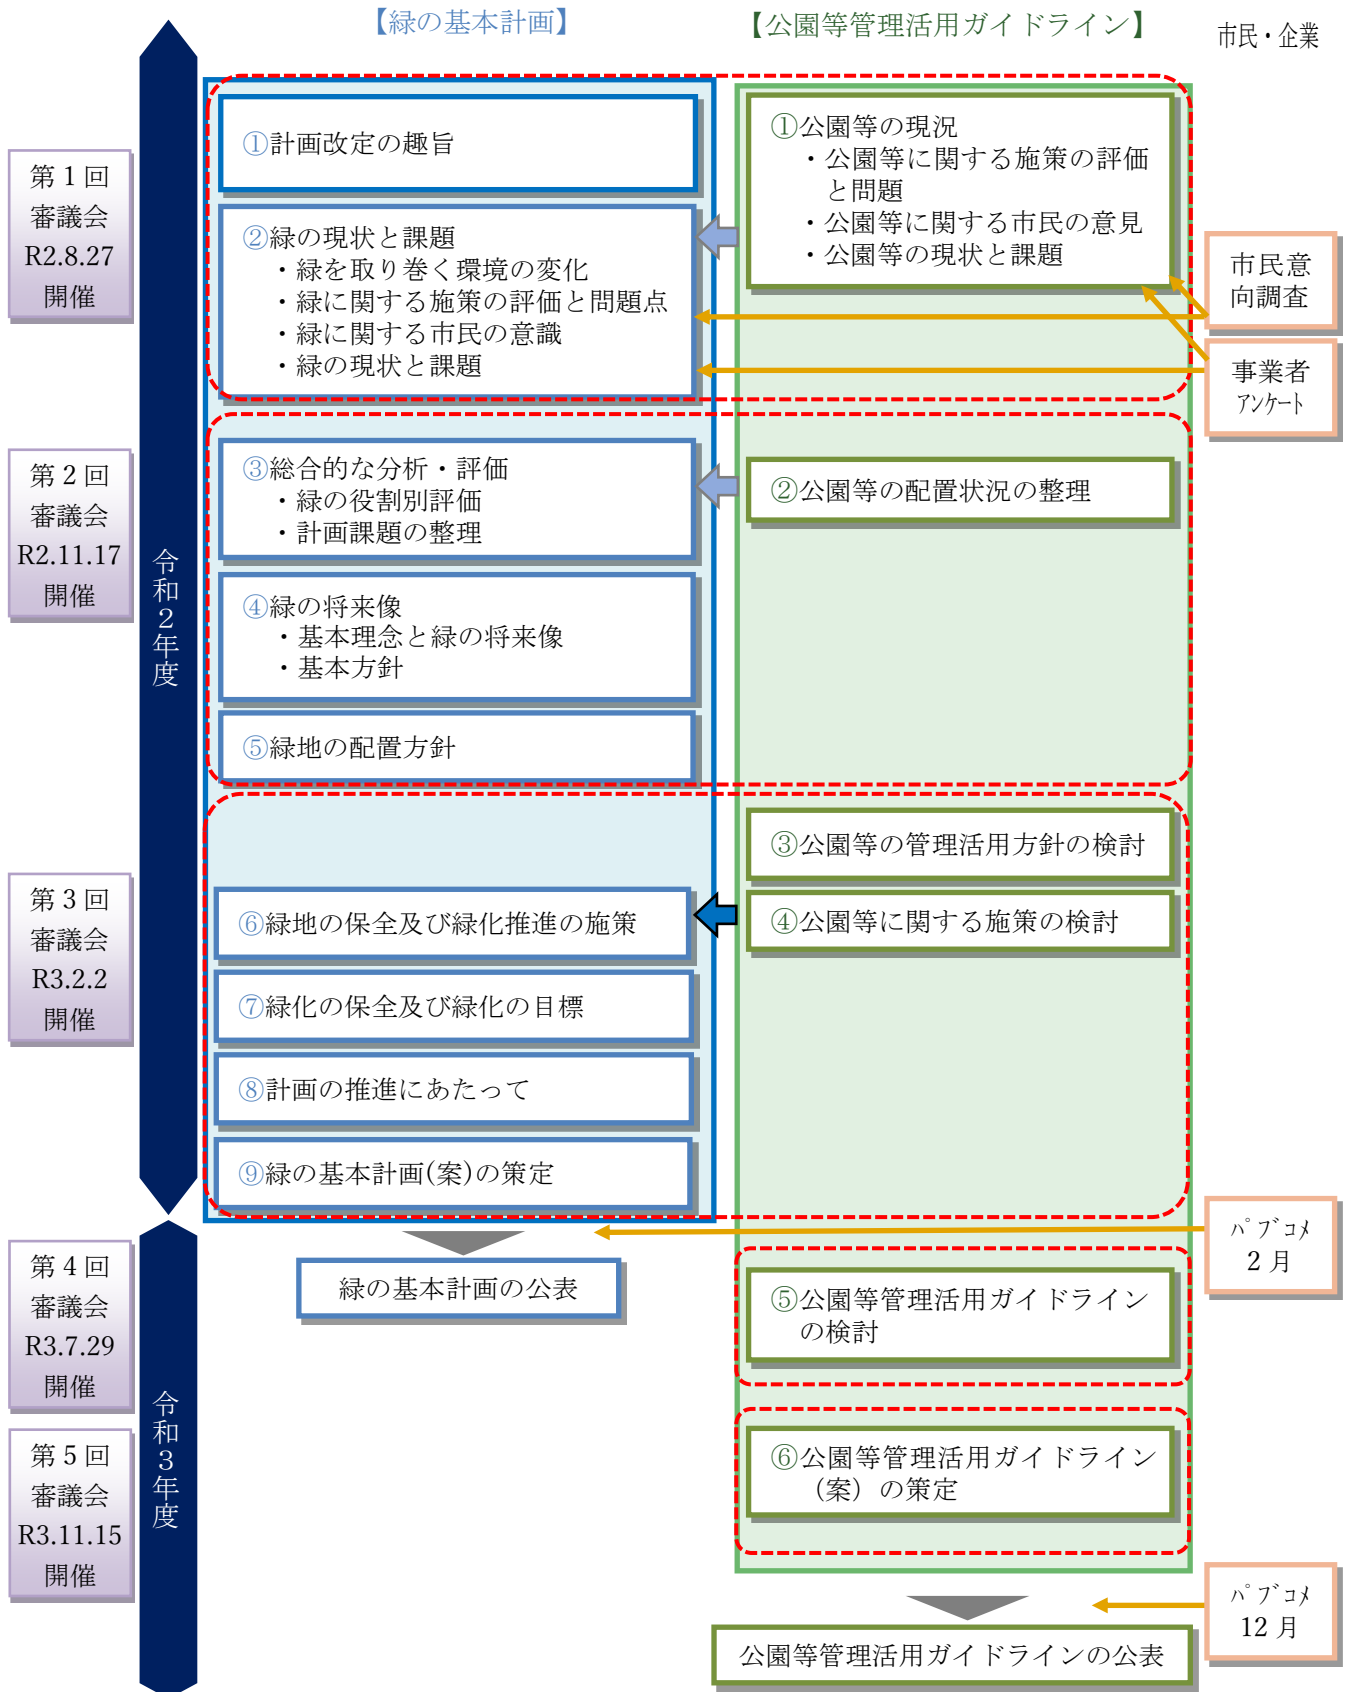 【緑の基本計画】
【公園等管理活用ガイドライン】
市民・企業
令和２年度
令和３年度
第 1 回
審議会
R2.8.27
開催
①計画改定の趣旨
②緑の現状と課題
・緑を取り巻く環境の変化
・緑に関する施策の評価と問題点
・緑に関する市民の意識
・緑の現状と課題
①公園等の現況
・公園等に関する施策の評価
と問題
・公園等に関する市民の意見
・公園等の現状と課題
市民意
向調査
事業者
ｱﾝｹｰﾄ
第 2 回
審議会
R2.11.17
開催
③総合的な分析・評価
・緑の役割別評価
・計画課題の整理
②公園等の配置状況の整理
④緑の将来像
・基本理念と緑の将来像
・基本方針
⑤緑地の配置方針
第 3 回
審議会
R3.2.2
開催
③公園等の管理活用方針の検討
④公園等に関する施策の検討
⑥緑地の保全及び緑化推進の施策
⑦緑化の保全及び緑化の目標
⑧計画の推進にあたって
⑨緑の基本計画(案)の策定
ﾊﾟﾌﾞｺﾒ
2 月
緑の基本計画の公表
第 4 回
審議会
R3.7.29
開催
⑤公園等管理活用ガイドライン
の検討
第 5 回
審議会
R3.11.15
開催
⑥公園等管理活用ガイドライン
（案）の策定
ﾊﾟﾌﾞｺﾒ
12 月
公園等管理活用ガイドラインの公表